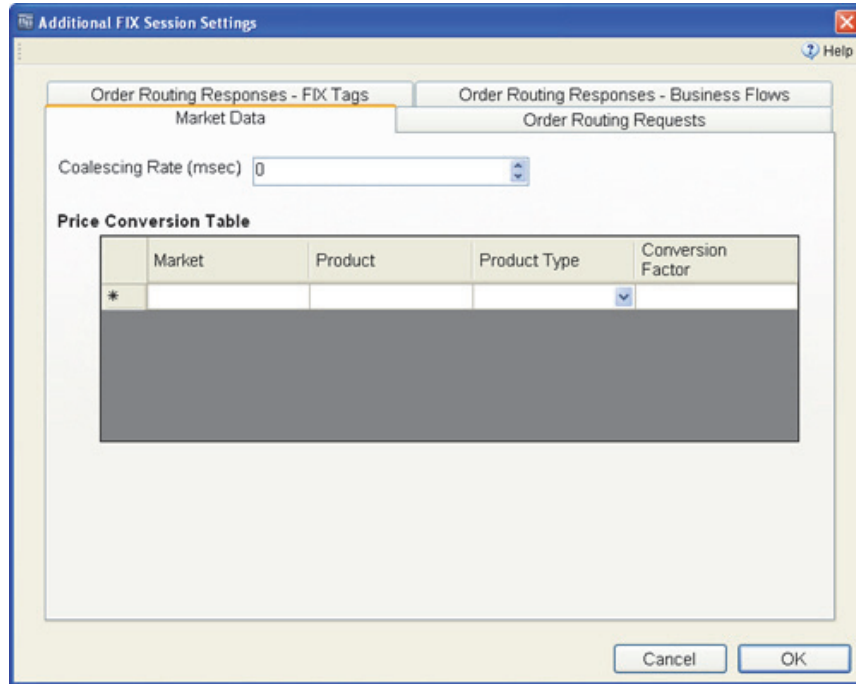 Additional FIX Session Settings
Help
Order Routing Responses - FIX Tags
Order Routing Responses - Business Flows
Market Data
Order Routing Requests
Coalescing Rate (msec) 0
Price Conversion Table
Market Product Product Type Conversion
Factor
*
Cancel OK